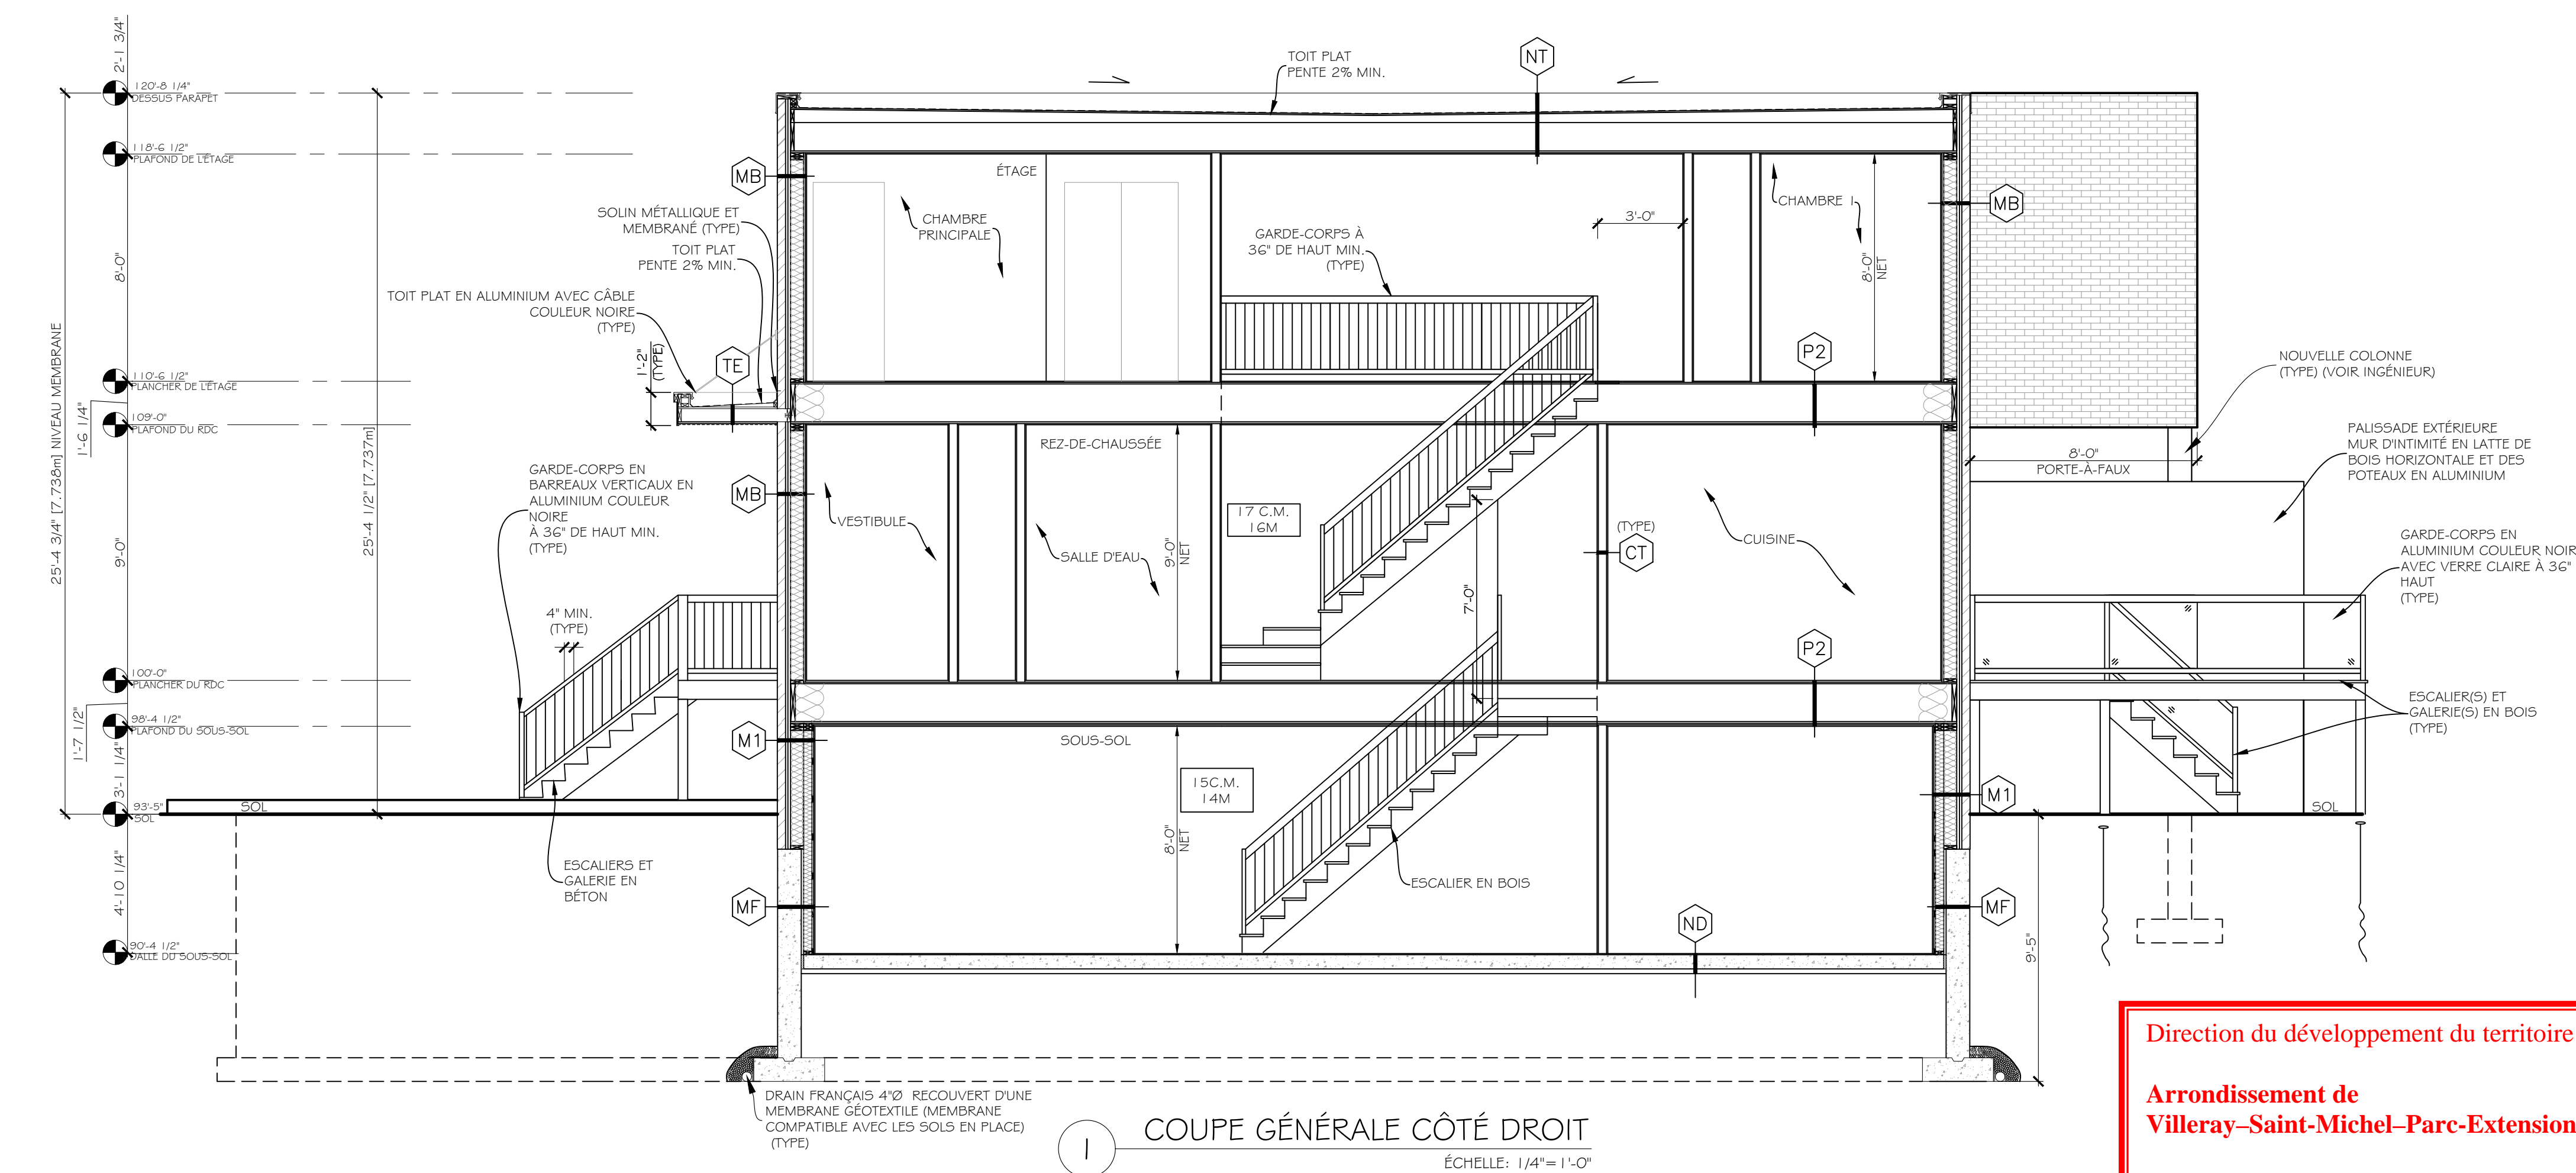 2'-1 3/4"
120'-8 1/4"
DESSUS PARAPET
118'-6 1/2"
PLAFOND DE L'ÉTAGE
8'-0"
110'-6 1/2"
PLANCHER DE L'ÉTAGE
1'-6 1/4"
109'-0"
PLAFOND DU RDC
9'-0"
100'-0"
PLANCHER DU RDC
1'-7 1/2"
98'-4 1/2"
PLAFOND DU SOUS-SOL
3'-1 1/4"
93'-5"
SOL
4'-10 1/4"
90'-4 1/2"
DALLE DU SOUS-SOL
25'-4 3/4" [7.738m] NIVEAU MEMBRANE
25'-4 1/2" [7.737m]
SOL
TOIT PLAT
PENTE 2% MIN.
NT
MB
SOLIN MÉTALLIQUE ET
MEMBRANÉ (TYPE)
TOIT PLAT
PENTE 2% MIN.
TOIT PLAT EN ALUMINIUM AVEC CÂBLE
COULEUR NOIRE
(TYPE)
1'-2"
(TYPE)
TE
GARDE-CORPS EN
BARREAUX VERTICAUX EN
ALUMINIUM COULEUR
NOIRE
À 36" DE HAUT MIN.
(TYPE)
MB
4" MIN.
(TYPE)
M1
ESCALIERS ET
GALERIE EN
BÉTON
MF
ÉTAGE
CHAMBRE
PRINCIPALE
GARDE-CORPS À
36" DE HAUT MIN.
(TYPE)
3'-0"
CHAMBRE 1
8'-0"
NET
MB
P2
REZ-DE-CHAUSSÉE
VESTIBULE
SALLE D'EAU
9'-0"
NET
17 C.M.
16M
7'-0"
(TYPE)
CT
CUISINE
P2
SOUS-SOL
15C.M.
14M
8'-0"
NET
ESCALIER EN BOIS
ND
M1
MF
NOUVELLE COLONNE
(TYPE) (VOIR INGÉNIEUR)
8'-0"
PORTE-À-FAUX
PALISSADE EXTÉRIEURE
MUR D'INTIMITÉ EN LATTE DE
BOIS HORIZONTALE ET DES
POTEAUX EN ALUMINIUM
GARDE-CORPS EN
ALUMINIUM COULEUR NOIR
AVEC VERRE CLAIRE À 36"
HAUT
(TYPE)
ESCALIER(S) ET
GALERIE(S) EN BOIS
(TYPE)
SOL
9'-5"
DRAIN FRANÇAIS 4"Ø RECOUVERT D'UNE
MEMBRANE GÉOTEXTILE (MEMBRANE
COMPATIBLE AVEC LES SOLS EN PLACE)
(TYPE)
1
COUPE GÉNÉRALE CÔTÉ DROIT
ÉCHELLE: 1/4"=1'-0"
Direction du développement du territoire
Arrondissement de
Villeray–Saint-Michel–Parc-Extension